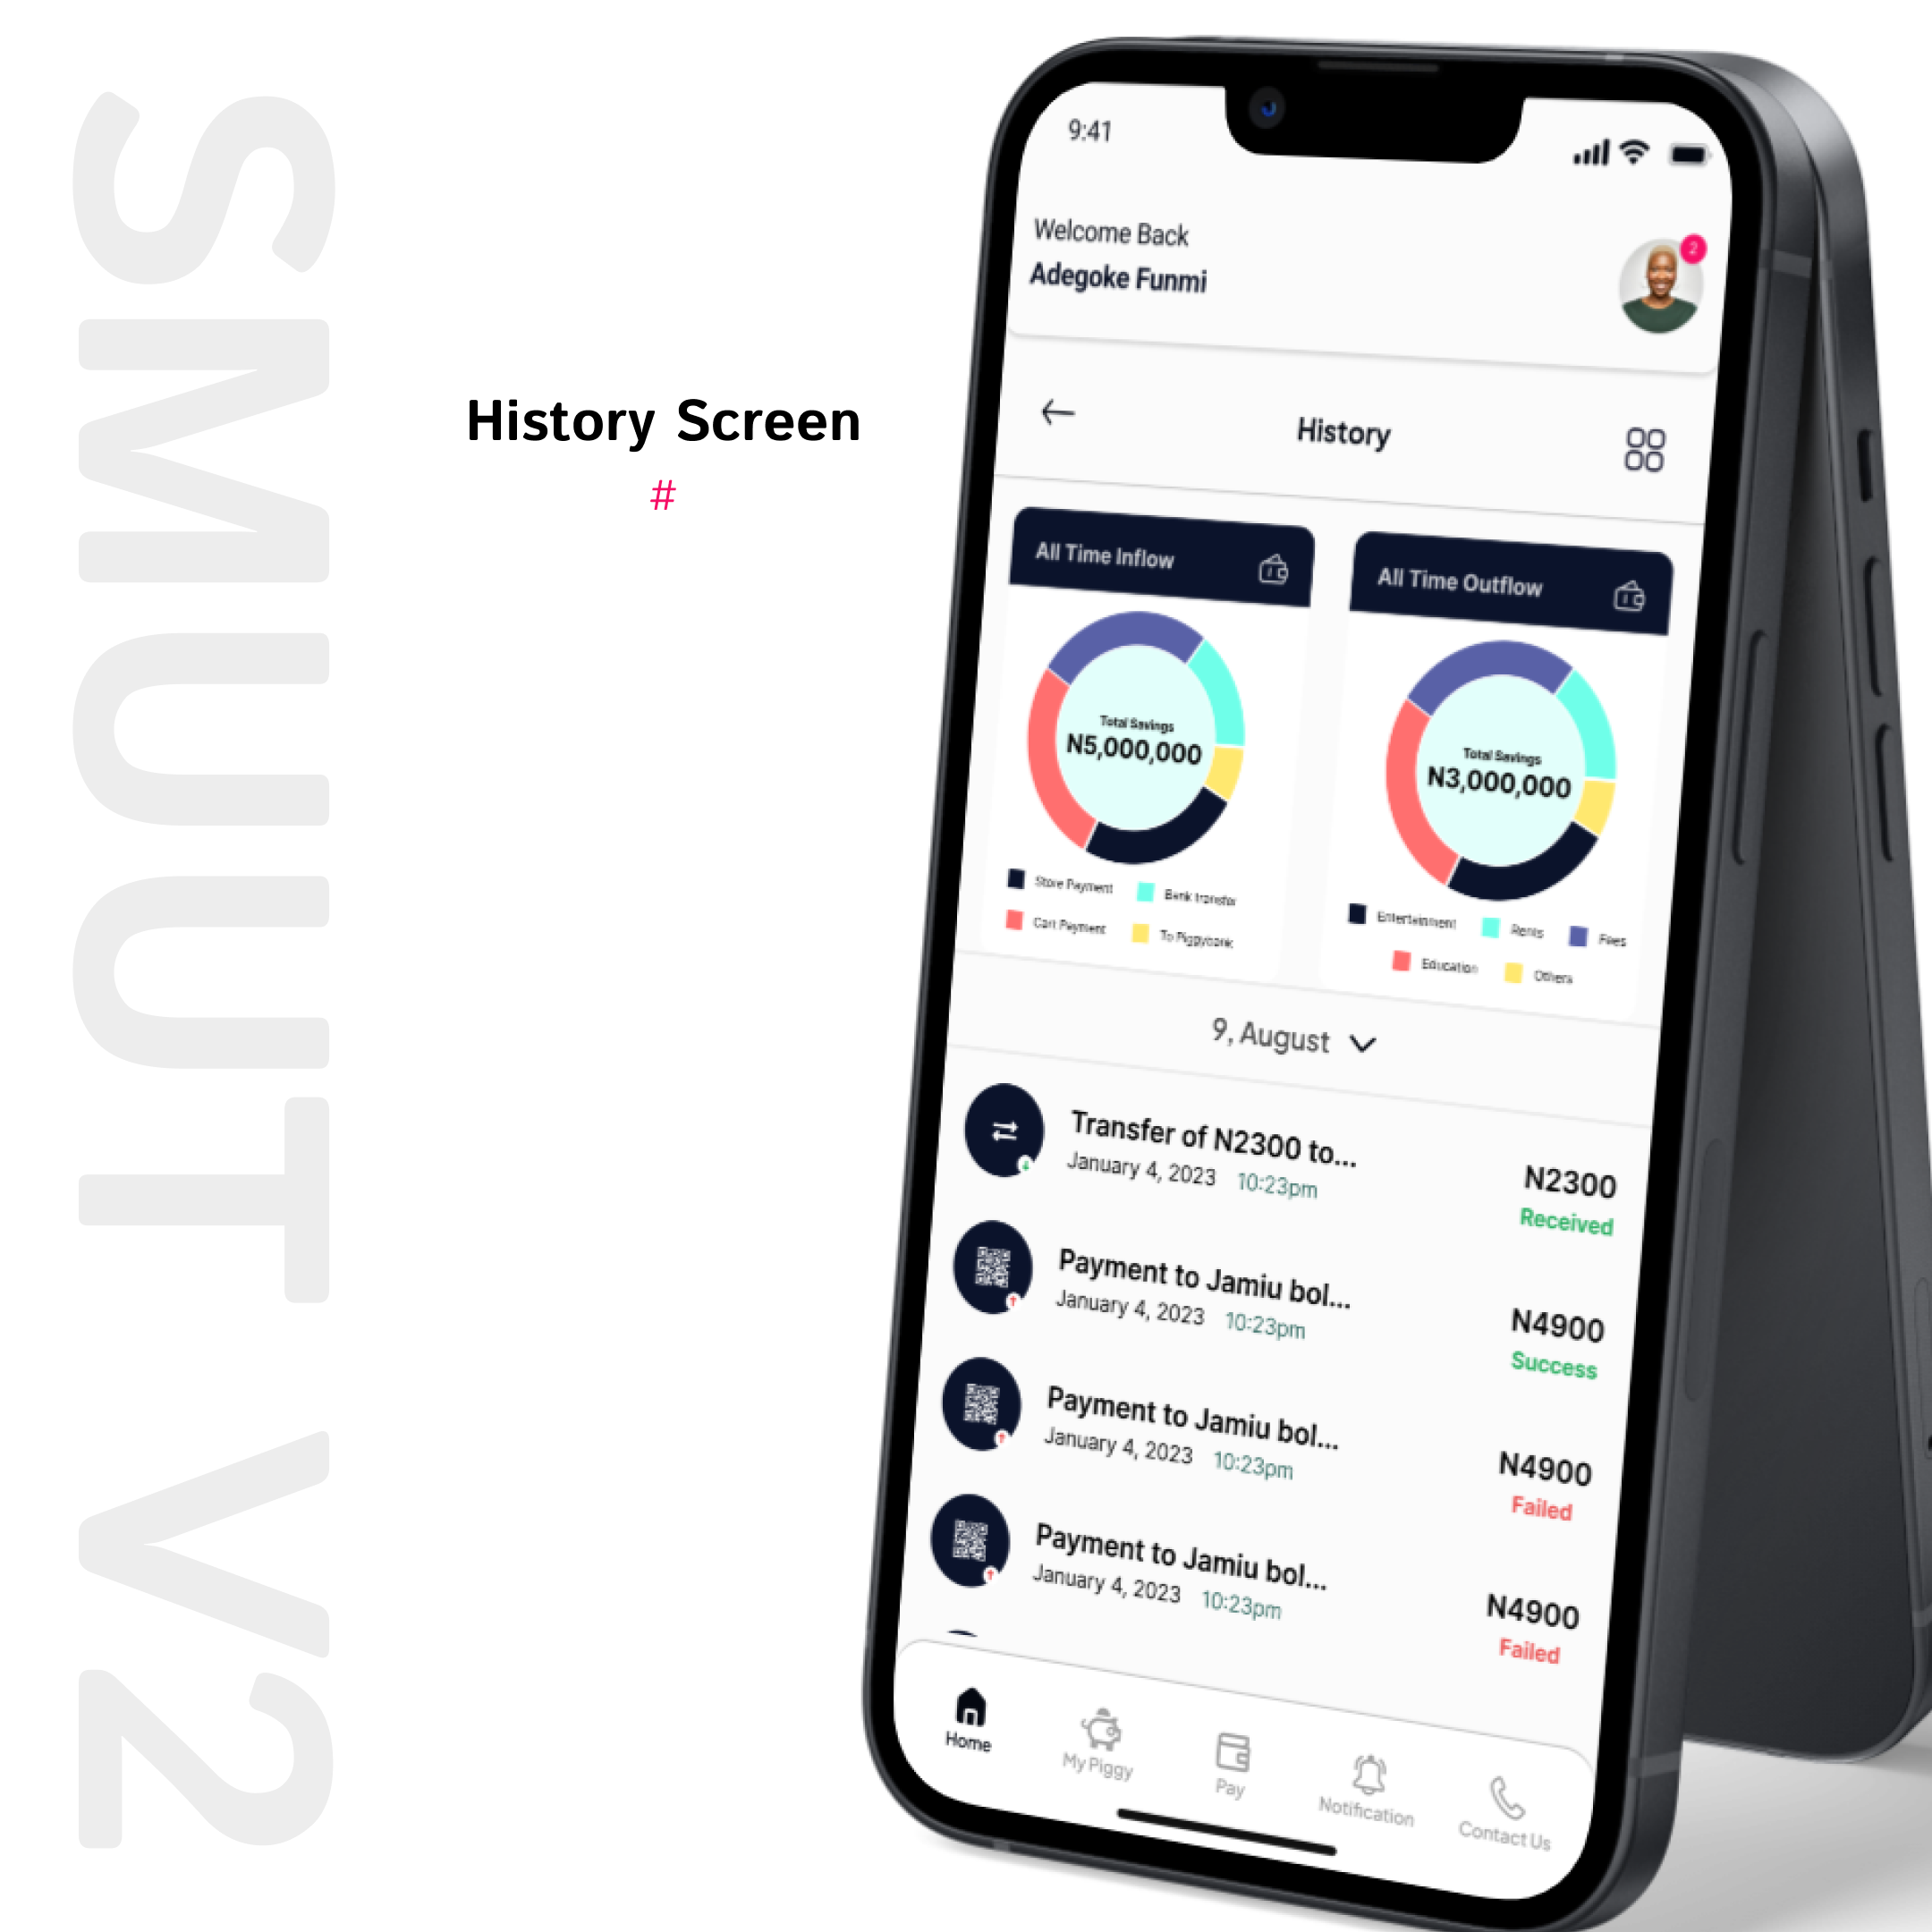 SMUUT V2
History Screen
#
9:41
Welcome Back
Adegoke Funmi
2
History
All Time Inflow
All Time Outflow
Total Savings
N5,000,000
Total Savings
N3,000,000
Store Payment
Bank transfer
Cart Payment
To Piggybank
Entertainment
Rents
Fees
Education
Others
9, August
Transfer of N2300 to...
January 4, 2023 10:23pm
N2300
Received
Payment to Jamiu bol...
January 4, 2023 10:23pm
N4900
Success
Payment to Jamiu bol...
January 4, 2023 10:23pm
N4900
Failed
Payment to Jamiu bol...
January 4, 2023 10:23pm
N4900
Failed
Home
My Piggy
Pay
Notification
Contact Us